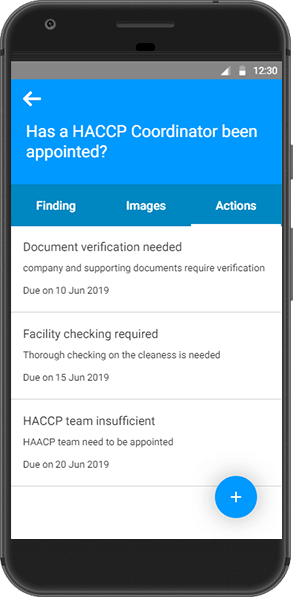 12:30
Has a HACCP Coordinator been
appointed?
Finding Images Actions
Document verification needed
company and supporting documents require verification
Due on 10 Jun 2019
Facility checking required
Thorough checking on the cleaness is needed
Due on 15 Jun 2019
HACCP team insufficient
HAACP team need to be appointed
Due on 20 Jun 2019
+